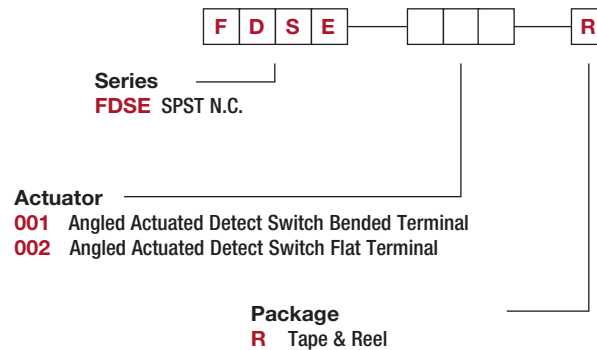 F D S E R
Series
FDSE SPST N.C.
Actuator
001 Angled Actuated Detect Switch Bended Terminal
002 Angled Actuated Detect Switch Flat Terminal
Package
R Tape & Reel